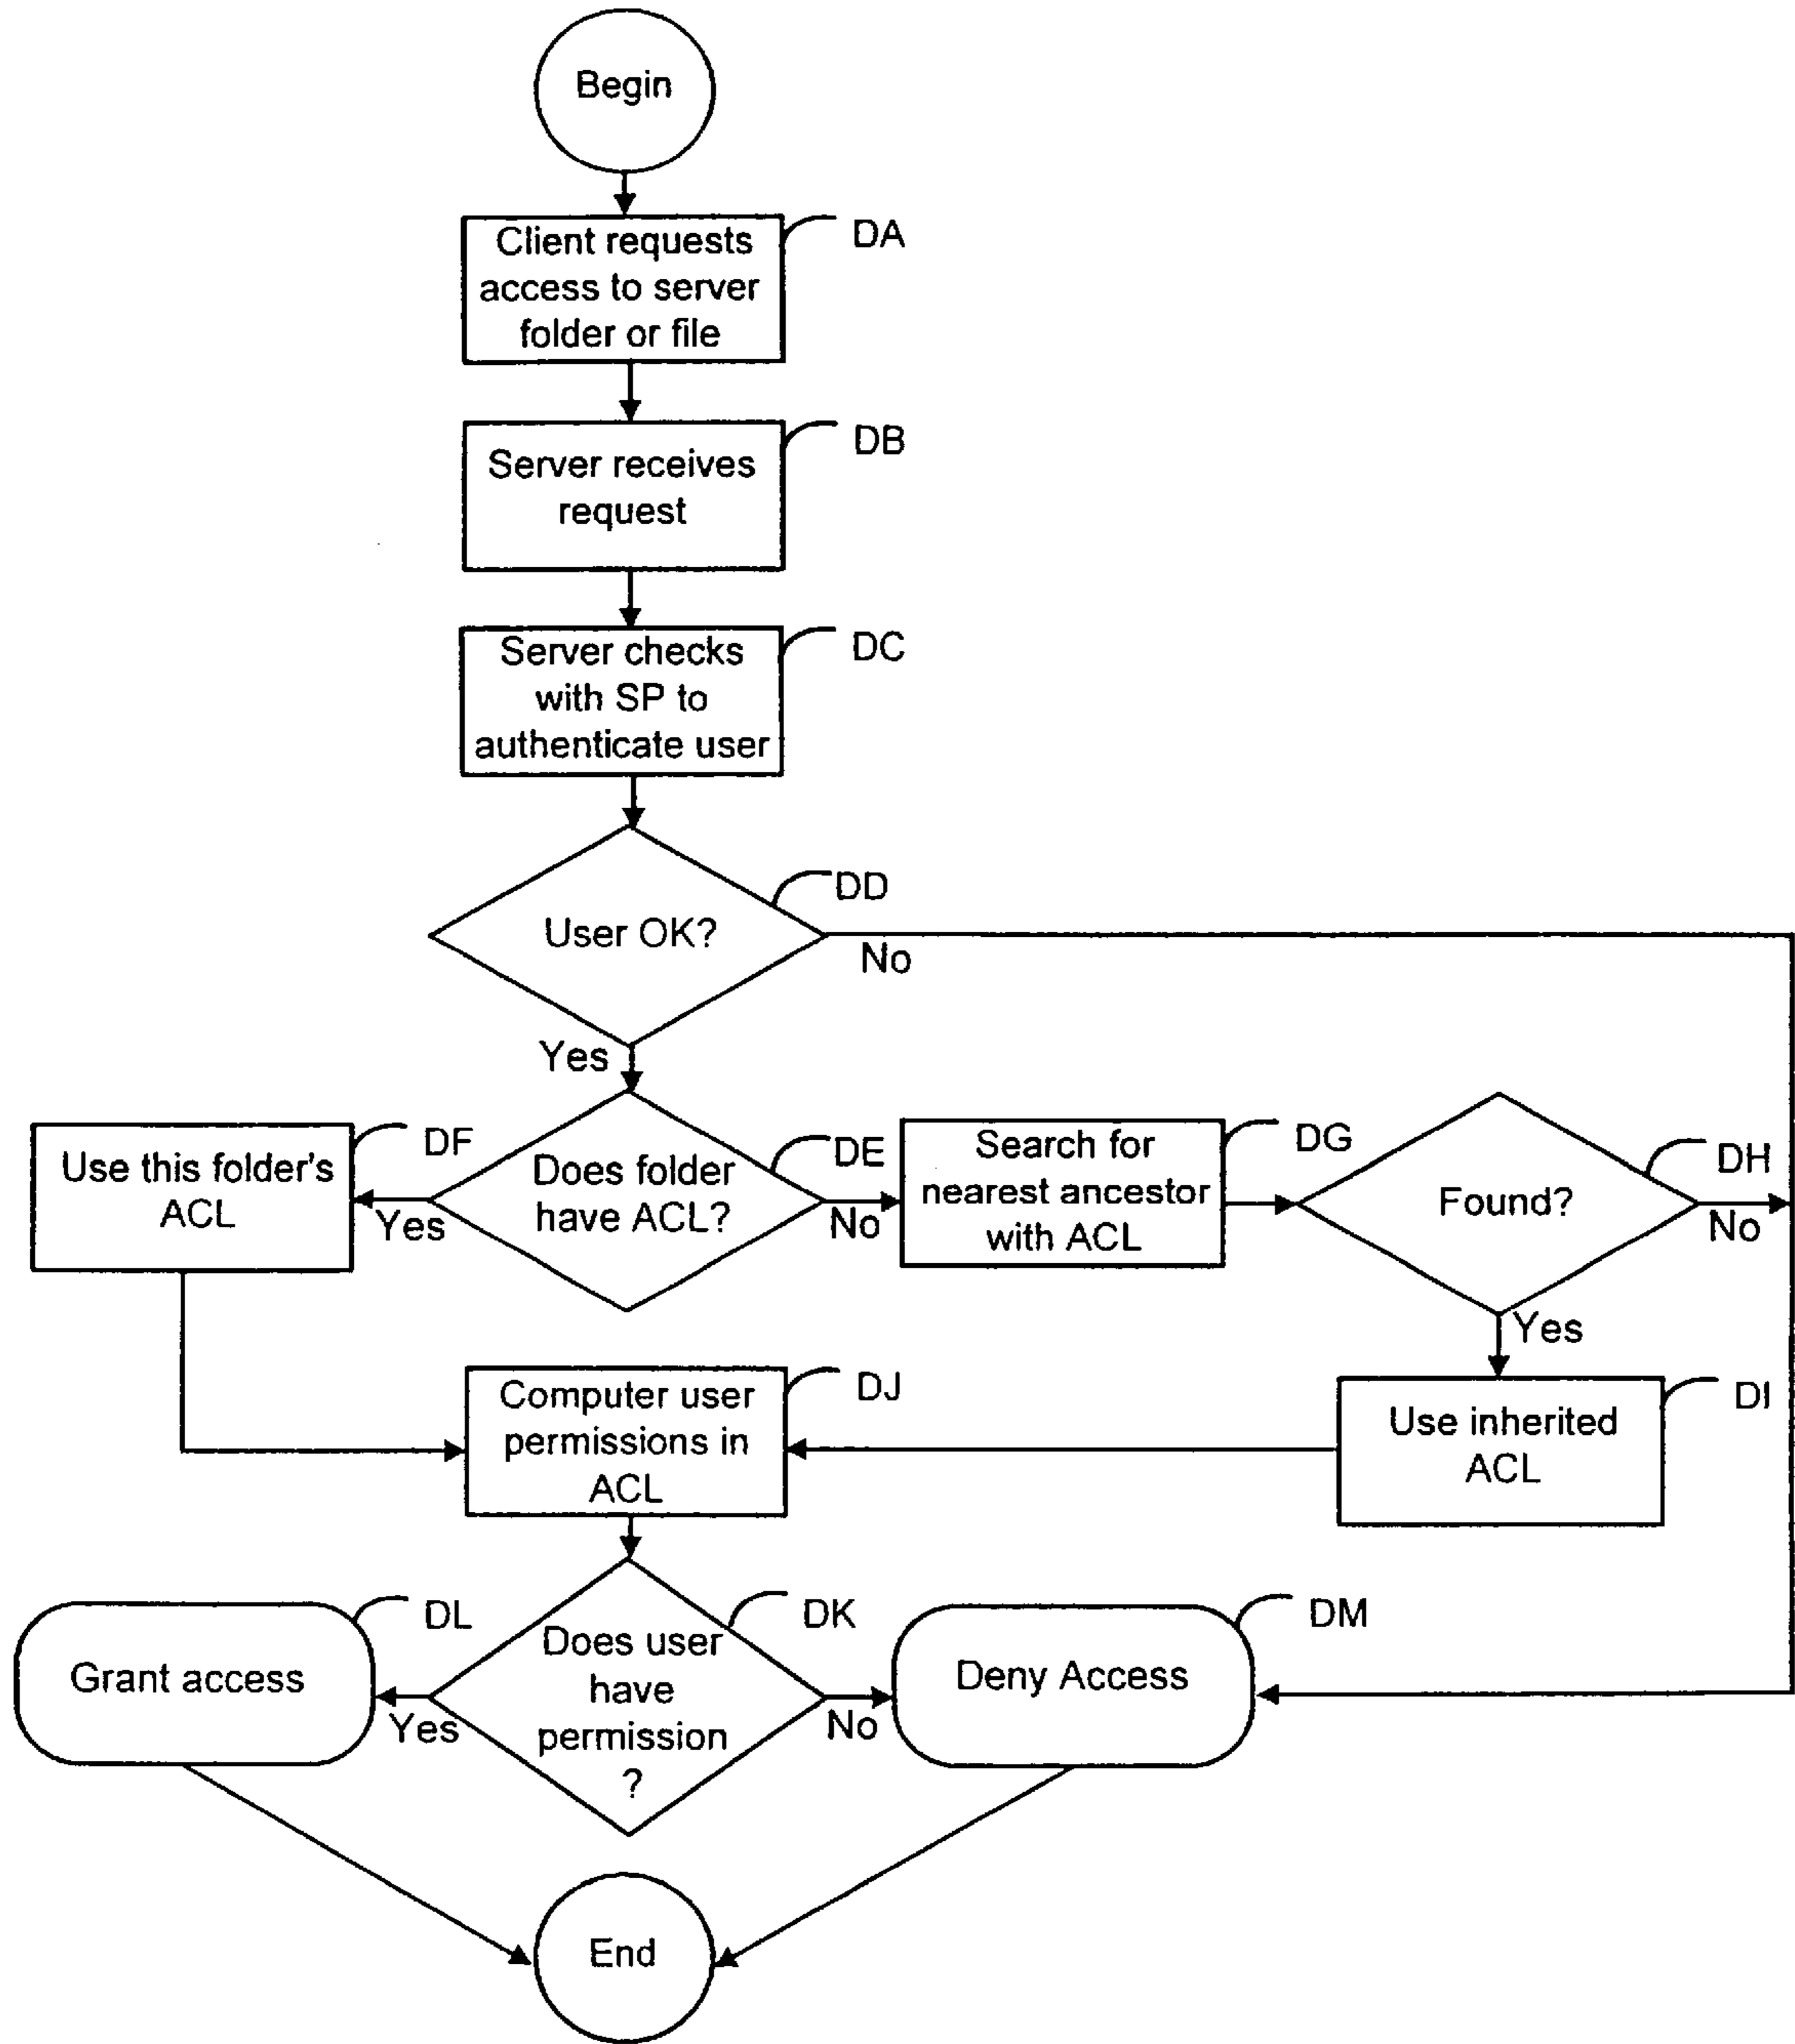 Begin
Client requests
access to server
folder or file
DA
Server receives
request
DB
Server checks
with SP to
authenticate user
DC
User OK?
DD
No
Yes
Use this folder's
ACL
DF
Yes
Does folder
have ACL?
DE
No
Search for
nearest ancestor
with ACL
DG
Found?
DH
No
Yes
Computer user
permissions in
ACL
DJ
Use inherited
ACL
DI
Grant access
DL
Yes
Does user
have
permission
?
DK
No
Deny Access
DM
End